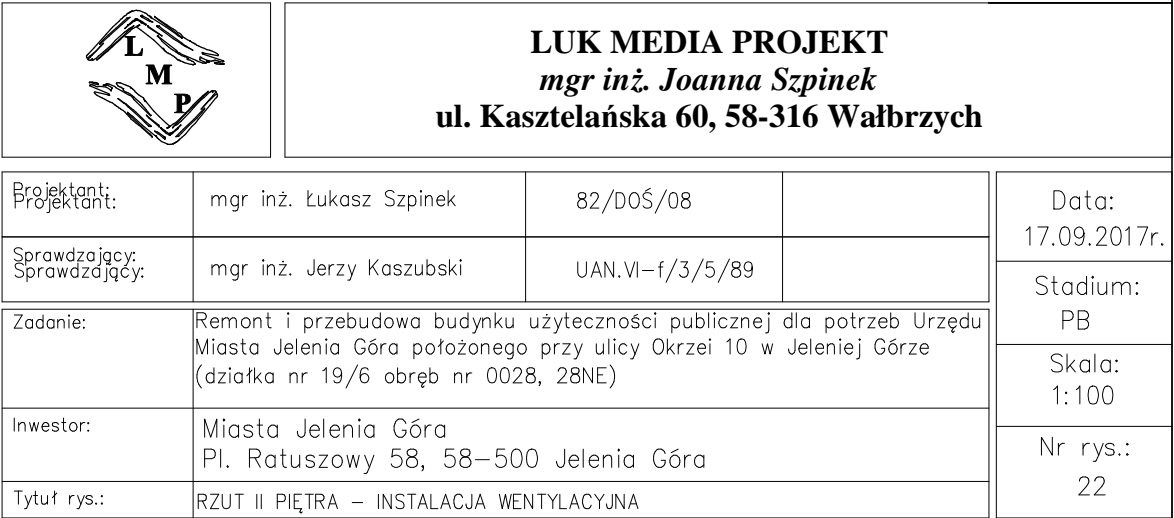 L
M
P
LUK MEDIA PROJEKT
mgr inż. Joanna Szpinek
ul. Kasztelańska 60, 58-316 Wałbrzych
Projektant:
Projektant:
mgr inż. Łukasz Szpinek
82/DOŚ/08
Sprawdzający:
Sprawdzający:
mgr inż. Jerzy Kaszubski
UAN.VI-f/3/5/89
Zadanie:
Remont i przebudowa budynku użyteczności publicznej dla potrzeb Urzędu
Miasta Jelenia Góra położonego przy ulicy Okrzei 10 w Jeleniej Górze
(działka nr 19/6 obręb nr 0028, 28NE)
Inwestor:
Miasta Jelenia Góra
Pl. Ratuszowy 58, 58-500 Jelenia Góra
Tytuł rys.:
RZUT II PIĘTRA - INSTALACJA WENTYLACYJNA
Data:
17.09.2017r.
Stadium:
PB
Skala:
1:100
Nr rys.:
22